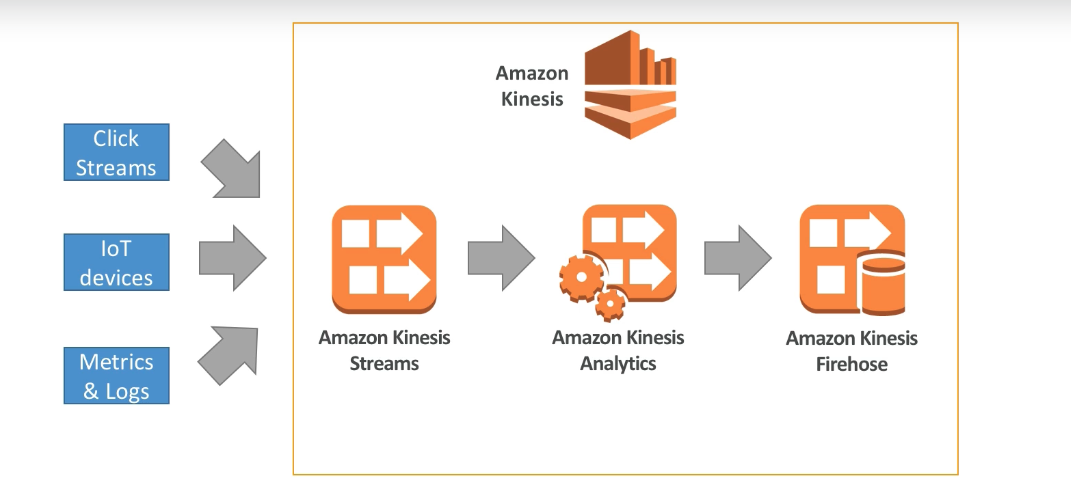 Amazon
Kinesis
Click
Streams
IoT
devices
Metrics
& Logs
Amazon Kinesis
Streams
Amazon Kinesis
Analytics
Amazon Kinesis
Firehose